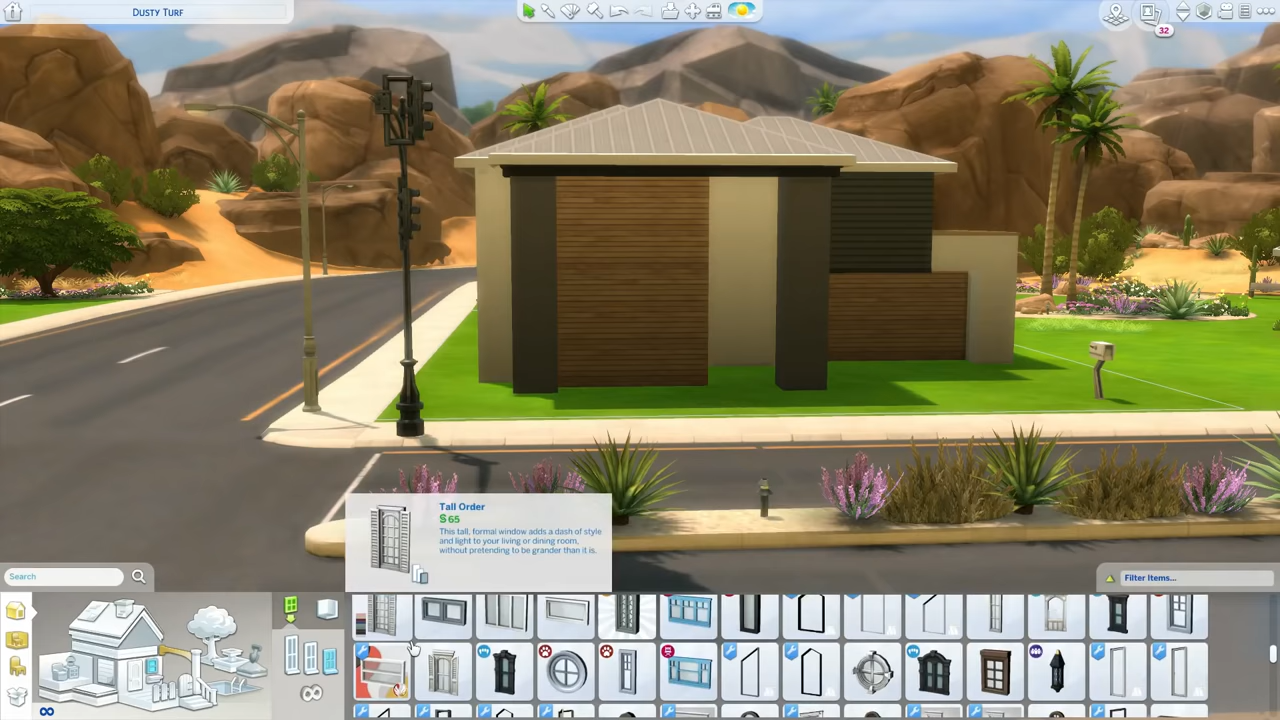 DUSTY TURF
32
Tall Order
§65
This tall, formal window adds a dash of style
and light to your living or dining room,
without pretending to be grander than it is.
Search
Filter Items...